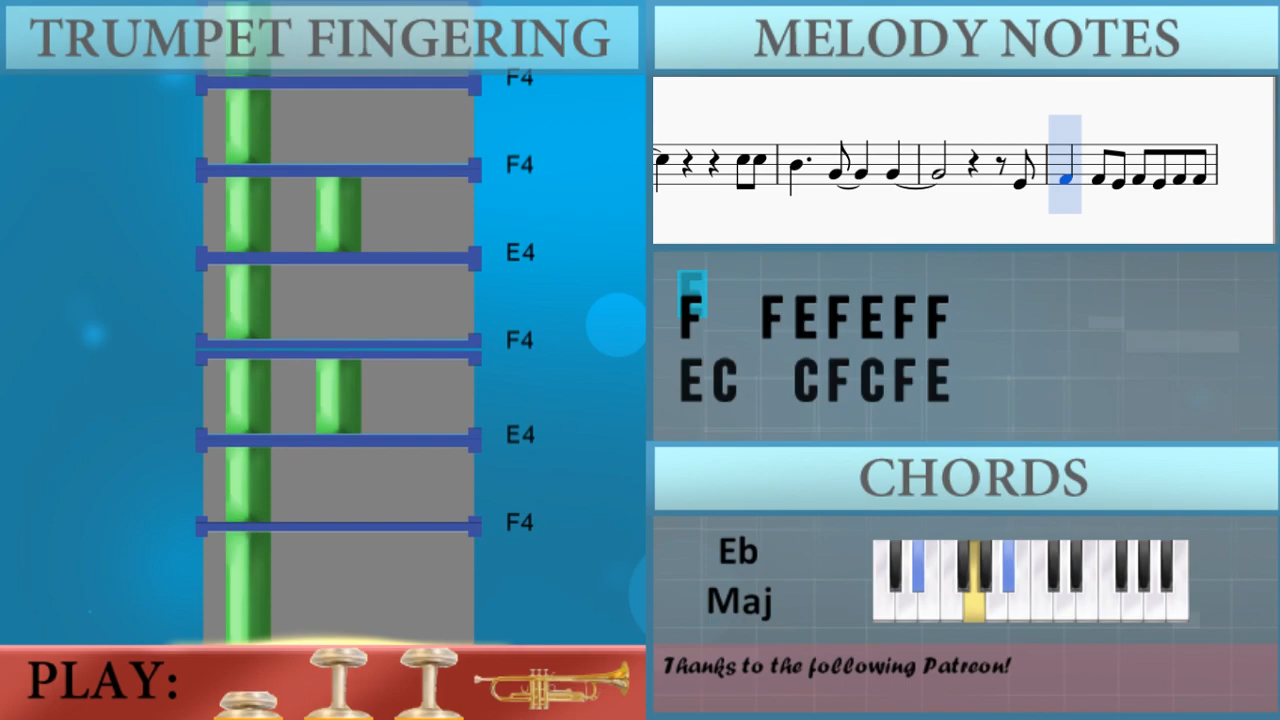 TRUMPET FINGERING
F4
F4
E4
F4
E4
F4
PLAY:
MELODY NOTES
F
F FEFEFF
EC CFCFE
CHORDS
Eb
Maj
Thanks to the following Patreon!